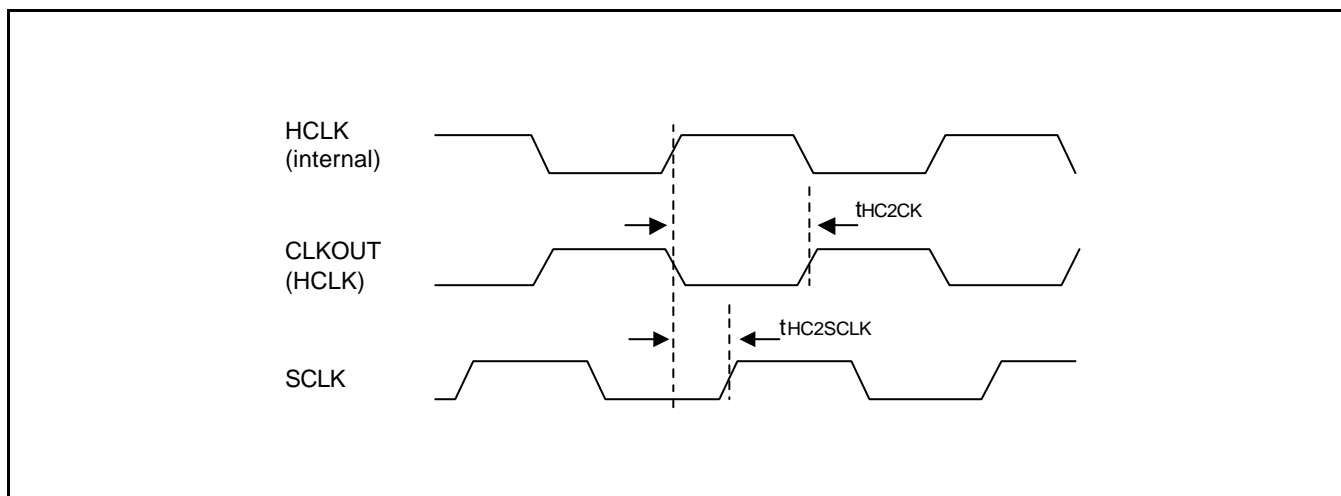 HCLK
(internal)
tHC2CK
CLKOUT
(HCLK)
tHC2SCLK
SCLK